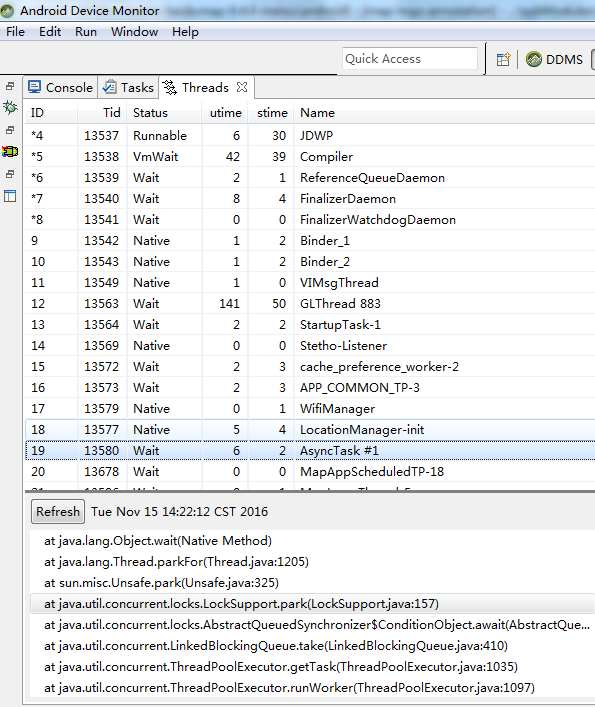 Android Device Monitor
File Edit Run Window Help
Quick Access DDMS
Console Tasks Threads
ID Tid Status utime stime Name
*4 13537 Runnable 6 30 JDWP
*5 13538 VmWait 42 39 Compiler
*6 13539 Wait 2 1 ReferenceQueueDaemon
*7 13540 Wait 8 4 FinalizerDaemon
*8 13541 Wait 0 0 FinalizerWatchdogDaemon
9 13542 Native 1 2 Binder_1
10 13543 Native 1 2 Binder_2
11 13549 Native 1 0 VIMsgThread
12 13563 Wait 141 50 GLThread 883
13 13564 Wait 2 2 StartupTask-1
14 13569 Native 0 0 Stetho-Listener
15 13572 Wait 2 3 cache_preference_worker-2
16 13573 Wait 2 3 APP_COMMON_TP-3
17 13579 Native 0 1 WifiManager
18 13577 Native 5 4 LocationManager-init
19 13580 Wait 6 2 AsyncTask #1
20 13678 Wait 0 0 MapAppScheduledTP-18
Refresh Tue Nov 15 14:22:12 CST 2016
at java.lang.Object.wait(Native Method)
at java.lang.Thread.parkFor(Thread.java:1205)
at sun.misc.Unsafe.park(Unsafe.java:325)
at java.util.concurrent.locks.LockSupport.park(LockSupport.java:157)
at java.util.concurrent.locks.AbstractQueuedSynchronizer$ConditionObject.await(AbstractQue...
at java.util.concurrent.LinkedBlockingQueue.take(LinkedBlockingQueue.java:410)
at java.util.concurrent.ThreadPoolExecutor.getTask(ThreadPoolExecutor.java:1035)
at java.util.concurrent.ThreadPoolExecutor.runWorker(ThreadPoolExecutor.java:1097)